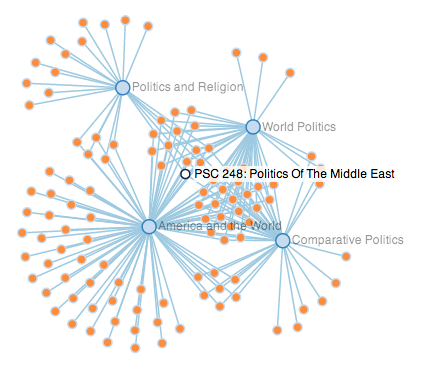 Politics and Religion
World Politics
PSC 248: Politics Of The Middle East
America and the World
Comparative Politics